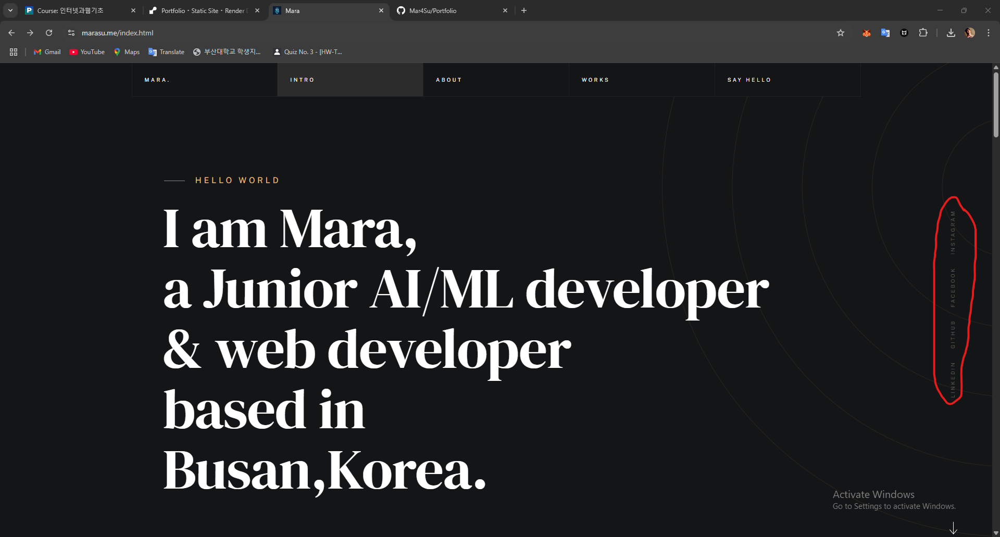 Course: 인터넷과웹기초
Portfolio · Static Site · Render
Mara
Mar4Su/Portfolio
marasu.me/index.html
Gmail
YouTube
Maps
Translate
부산대학교 학생지...
Quiz No. 3 - [HW-T...
MARA.
INTRO
ABOUT
WORKS
SAY HELLO
HELLO WORLD
I am Mara,
a Junior AI/ML developer
& web developer
based in
Busan,Korea.
INSTAGRAM
FACEBOOK
GITHUB
LINKEDIN
Activate Windows
Go to Settings to activate Windows.